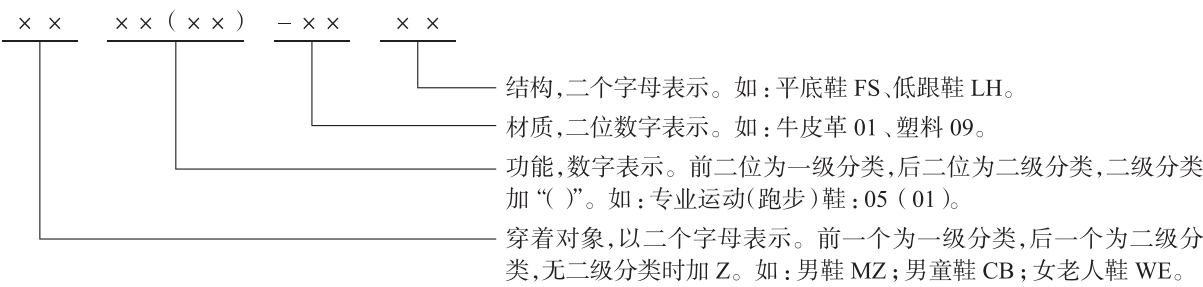 ×× ××(××) -×× ××
结构,二个字母表示。如:平底鞋 FS、低跟鞋 LH。
材质,二位数字表示。如:牛皮革 01、塑料 09。
功能,数字表示。前二位为一级分类,后二位为二级分类,二级分类
加“( )”。如:专业运动(跑步)鞋:05(01)。
穿着对象,以二个字母表示。前一个为一级分类,后一个为二级分
类,无二级分类时加 Z。如:男鞋 MZ;男童鞋 CB;女老人鞋 WE。